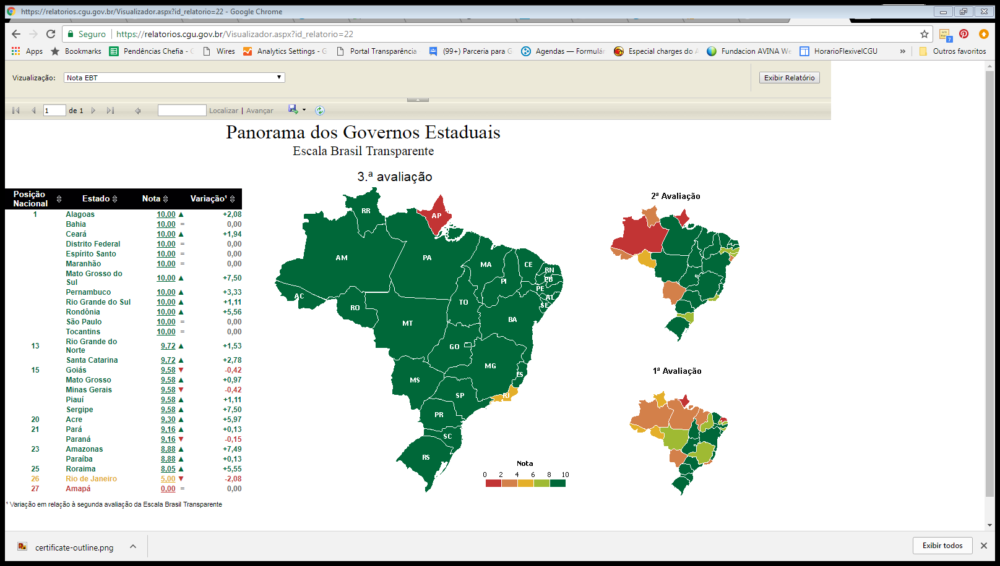 https://relatorios.cgu.gov.br/Visualizador.aspx?id_relatorio=22 - Google Chrome
Seguro https://relatorios.cgu.gov.br/Visualizador.aspx?id_relatorio=22
7
Apps Bookmarks Pendências Chefia - Wires Analytics Settings - Portal Transparência (99+) Parceria para Agendas — Formulár Especial charges do Fundacion AVINA We HorarioFlexivelCGU » Outros favoritos
Vizualização: Nota EBT Exibir Relatório
1 de 1 Localizar | Avançar
Panorama dos Governos Estaduais
Escala Brasil Transparente
3.ª avaliação
Posição Nacional Estado Nota Variação¹
1 Alagoas 10,00 ▲ +2,08
Bahia 10,00 = 0,00
Ceará 10,00 ▲ +1,94
Distrito Federal 10,00 = 0,00
Espírito Santo 10,00 = 0,00
Maranhão 10,00 = 0,00
Mato Grosso do Sul 10,00 ▲ +7,50
Pernambuco 10,00 ▲ +3,33
Rio Grande do Sul 10,00 ▲ +1,11
Rondônia 10,00 ▲ +5,56
São Paulo 10,00 = 0,00
Tocantins 10,00 = 0,00
13 Rio Grande do Norte 9,72 ▲ +1,53
Santa Catarina 9,72 ▲ +2,78
15 Goiás 9,58 ▼ -0,42
Mato Grosso 9,58 ▲ +0,97
Minas Gerais 9,58 ▼ -0,42
Piauí 9,58 ▲ +1,11
Sergipe 9,58 ▲ +7,50
20 Acre 9,30 ▲ +5,97
21 Pará 9,16 ▲ +0,13
Paraná 9,16 ▼ -0,15
23 Amazonas 8,88 ▲ +7,49
Paraíba 8,88 ▲ +0,13
25 Roraima 8,05 ▲ +5,55
26 Rio de Janeiro 5,00 ▼ -2,08
27 Amapá 0,00 = 0,00
¹ Variação em relação à segunda avaliação da Escala Brasil Transparente
RR
AP
AM
PA
MA
CE
RN
PB
PI
PE
AC
AL
TO
RO
SE
BA
MT
GO
MG
ES
MS
SP
RJ
PR
SC
RS
Nota
0 2 4 6 8 10
2ª Avaliação
1ª Avaliação
certificate-outline.png
Exibir todos